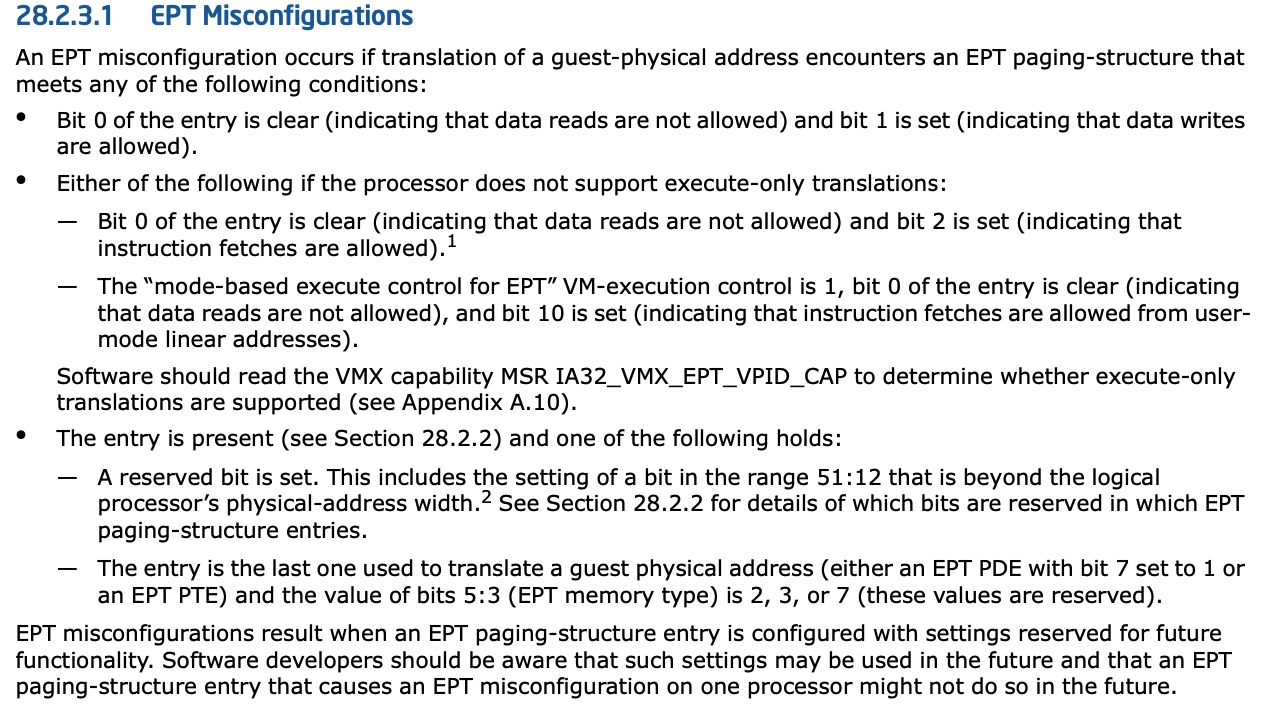 28.2.3.1 EPT Misconfigurations
An EPT misconfiguration occurs if translation of a guest-physical address encounters an EPT paging-structure that
meets any of the following conditions:
• Bit 0 of the entry is clear (indicating that data reads are not allowed) and bit 1 is set (indicating that data writes
are allowed).
• Either of the following if the processor does not support execute-only translations:
— Bit 0 of the entry is clear (indicating that data reads are not allowed) and bit 2 is set (indicating that
instruction fetches are allowed).1
— The “mode-based execute control for EPT” VM-execution control is 1, bit 0 of the entry is clear (indicating
that data reads are not allowed), and bit 10 is set (indicating that instruction fetches are allowed from user-
mode linear addresses).
Software should read the VMX capability MSR IA32_VMX_EPT_VPID_CAP to determine whether execute-only
translations are supported (see Appendix A.10).
• The entry is present (see Section 28.2.2) and one of the following holds:
— A reserved bit is set. This includes the setting of a bit in the range 51:12 that is beyond the logical
processor’s physical-address width.2 See Section 28.2.2 for details of which bits are reserved in which EPT
paging-structure entries.
— The entry is the last one used to translate a guest physical address (either an EPT PDE with bit 7 set to 1 or
an EPT PTE) and the value of bits 5:3 (EPT memory type) is 2, 3, or 7 (these values are reserved).
EPT misconfigurations result when an EPT paging-structure entry is configured with settings reserved for future
functionality. Software developers should be aware that such settings may be used in the future and that an EPT
paging-structure entry that causes an EPT misconfiguration on one processor might not do so in the future.